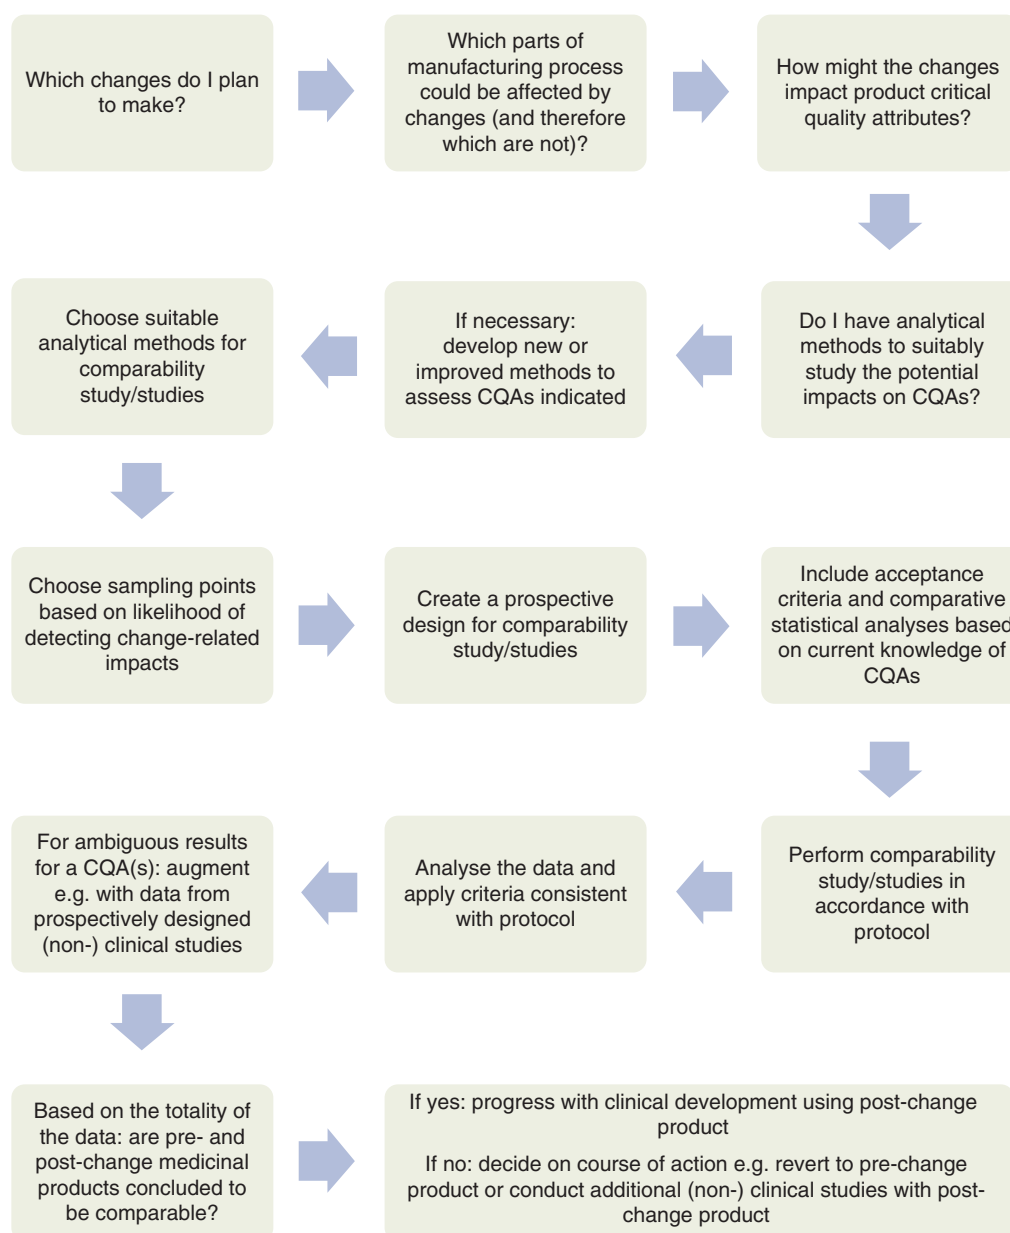 Which changes do I plan
to make?
Which parts of
manufacturing process
could be affected by
changes (and therefore
which are not)?
How might the changes
impact product critical
quality attributes?
Do I have analytical
methods to suitably
study the potential
impacts on CQAs?
If necessary:
develop new or
improved methods to
assess CQAs indicated
Choose suitable
analytical methods for
comparability
study/studies
Choose sampling points
based on likelihood of
detecting change-related
impacts
Create a prospective
design for comparability
study/studies
Include acceptance
criteria and comparative
statistical analyses based
on current knowledge of
CQAs
Perform comparability
study/studies in
accordance with
protocol
Analyse the data and
apply criteria consistent
with protocol
For ambiguous results
for a CQA(s): augment
e.g. with data from
prospectively designed
(non-) clinical studies
Based on the totality of
the data: are pre- and
post-change medicinal
products concluded to
be comparable?
If yes: progress with clinical development using post-change
product
If no: decide on course of action e.g. revert to pre-change
product or conduct additional (non-) clinical studies with post-
change product